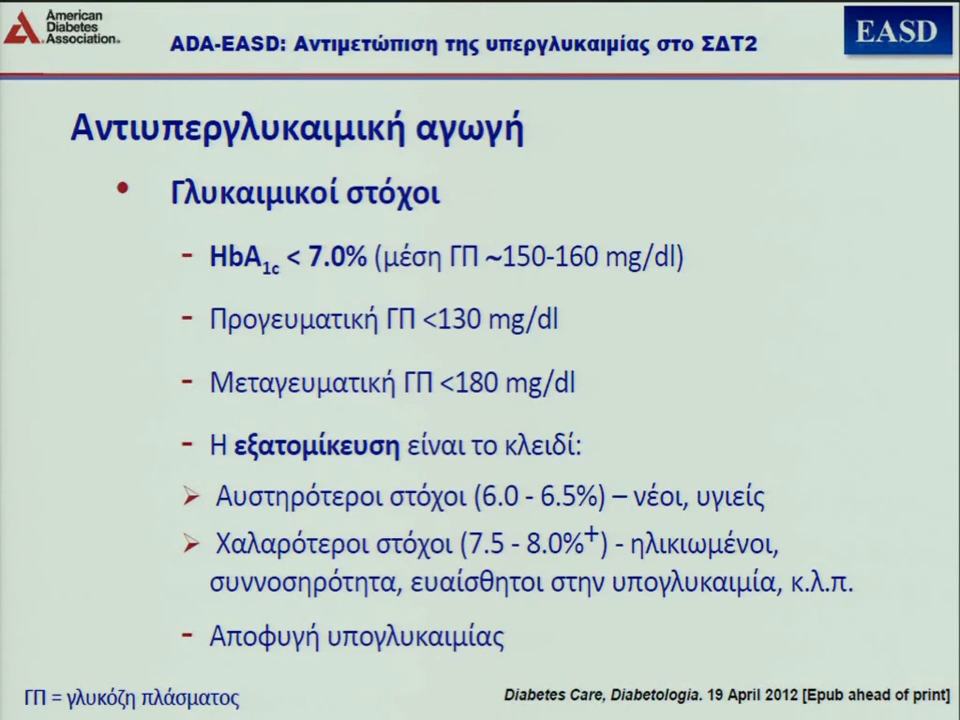 American
Diabetes
Association.
ADA-EASD: Αντιμετώπιση της υπεργλυκαιμίας στο ΣΔΤ2
EASD
Αντιυπεργλυκαιμική αγωγή
• Γλυκαιμικοί στόχοι
- HbA1c < 7.0% (μέση ΓΠ ~150-160 mg/dl)
- Προγευματική ΓΠ <130 mg/dl
- Μεταγευματική ΓΠ <180 mg/dl
- Η εξατομίκευση είναι το κλειδί:
➢ Αυστηρότεροι στόχοι (6.0 - 6.5%) – νέοι, υγιείς
➢ Χαλαρότεροι στόχοι (7.5 - 8.0%+) - ηλικιωμένοι,
συννοσηρότητα, ευαίσθητοι στην υπογλυκαιμία, κ.λ.π.
- Αποφυγή υπογλυκαιμίας
ΓΠ = γλυκόζη πλάσματος
Diabetes Care, Diabetologia. 19 April 2012 [Epub ahead of print]